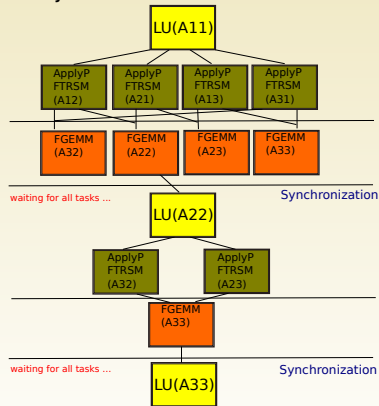 LU(A11)
ApplyP
FTRSM
(A12)
ApplyP
FTRSM
(A21)
ApplyP
FTRSM
(A13)
ApplyP
FTRSM
(A31)
FGEMM
(A32)
FGEMM
(A22)
FGEMM
(A23)
FGEMM
(A33)
waiting for all tasks ...
Synchronization
LU(A22)
ApplyP
FTRSM
(A32)
ApplyP
FTRSM
(A23)
FGEMM
(A33)
waiting for all tasks ...
Synchronization
LU(A33)